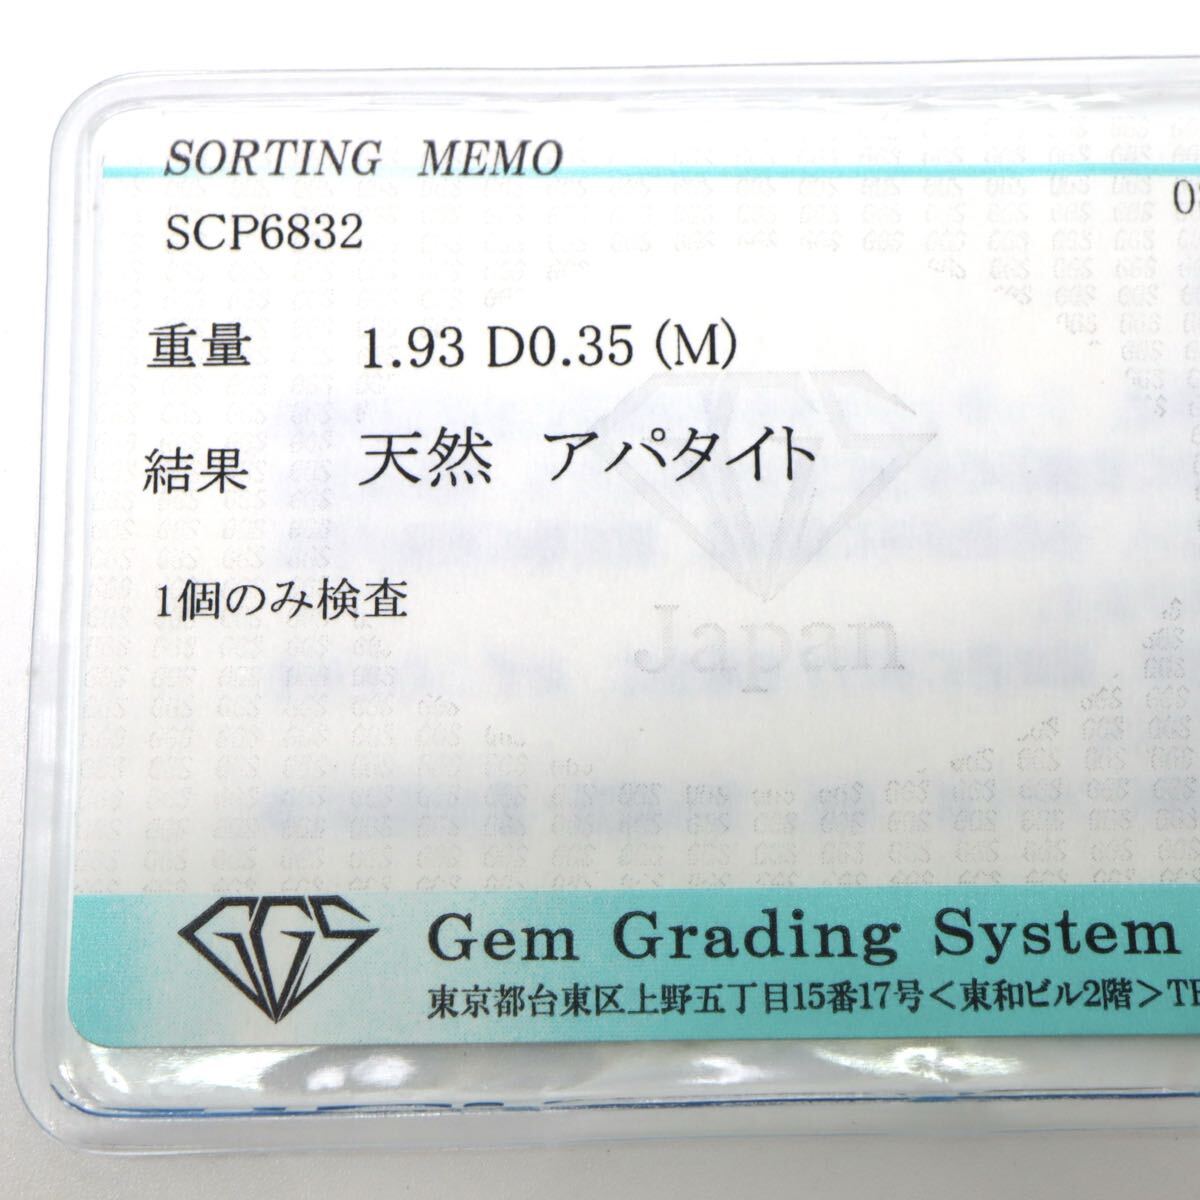 SORTING MEMO
SCP6832
重量 1.93 D0.35 (M)
結果 天然 アパタイト
1個のみ検査
Japan
GGS Gem Grading System
東京都台東区上野五丁目15番17号<東和ビル2階>